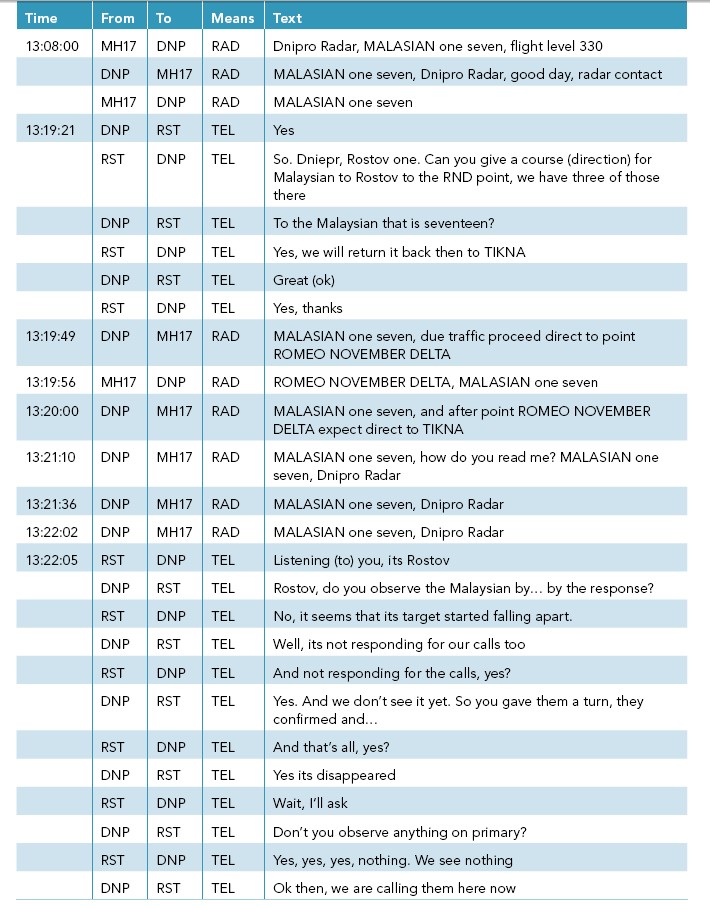 Time From To Means Text
13:08:00 MH17 DNP RAD Dnipro Radar, MALASIAN one seven, flight level 330
DNP MH17 RAD MALASIAN one seven, Dnipro Radar, good day, radar contact
MH17 DNP RAD MALASIAN one seven
13:19:21 DNP RST TEL Yes
RST DNP TEL So. Dniepr, Rostov one. Can you give a course (direction) for
Malaysian to Rostov to the RND point, we have three of those
there
DNP RST TEL To the Malaysian that is seventeen?
RST DNP TEL Yes, we will return it back then to TIKNA
DNP RST TEL Great (ok)
RST DNP TEL Yes, thanks
13:19:49 DNP MH17 RAD MALASIAN one seven, due traffic proceed direct to point
ROMEO NOVEMBER DELTA
13:19:56 MH17 DNP RAD ROMEO NOVEMBER DELTA, MALASIAN one seven
13:20:00 DNP MH17 RAD MALASIAN one seven, and after point ROMEO NOVEMBER
DELTA expect direct to TIKNA
13:21:10 DNP MH17 RAD MALASIAN one seven, how do you read me? MALASIAN one
seven, Dnipro Radar
13:21:36 DNP MH17 RAD MALASIAN one seven, Dnipro Radar
13:22:02 DNP MH17 RAD MALASIAN one seven, Dnipro Radar
13:22:05 RST DNP TEL Listening (to) you, its Rostov
DNP RST TEL Rostov, do you observe the Malaysian by... by the response?
RST DNP TEL No, it seems that its target started falling apart.
DNP RST TEL Well, its not responding for our calls too
RST DNP TEL And not responding for the calls, yes?
DNP RST TEL Yes. And we don't see it yet. So you gave them a turn, they
confirmed and...
RST DNP TEL And that's all, yes?
DNP RST TEL Yes its disappeared
RST DNP TEL Wait, I'll ask
DNP RST TEL Don't you observe anything on primary?
RST DNP TEL Yes, yes, yes, nothing. We see nothing
DNP RST TEL Ok then, we are calling them here now